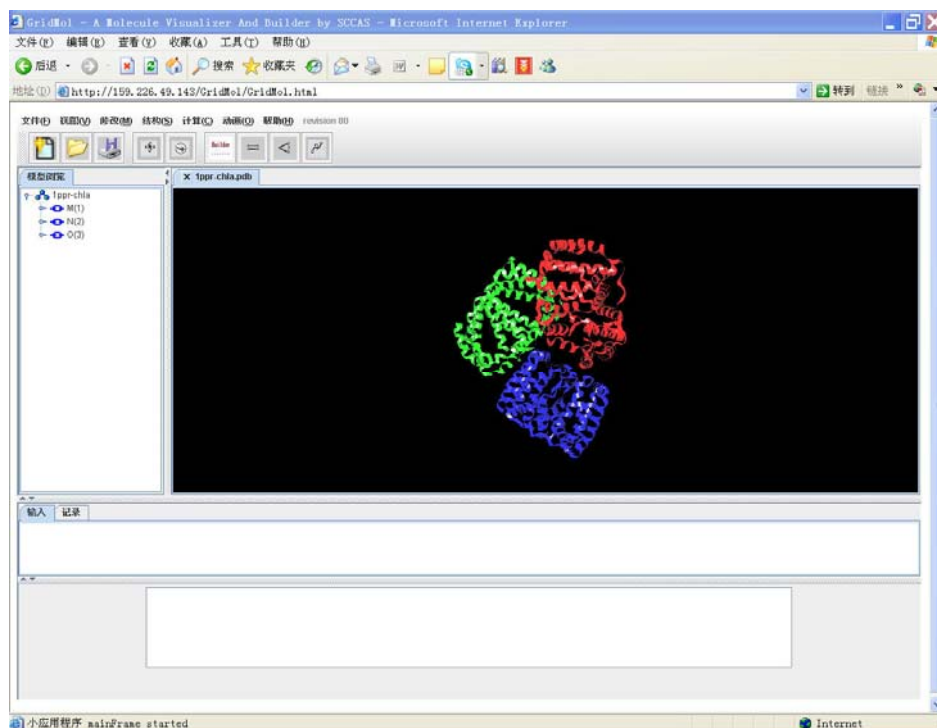 GridMol - A Molecule Visualizer And Builder by SCCAS - Microsoft Internet Explorer
文件(F) 编辑(E) 查看(V) 收藏(A) 工具(T) 帮助(H)
后退 搜索 收藏夹
地址(D) http://159.226.49.143/GridMol/GridMol.html 转到 链接 »
文件(F) 视图(V) 修改(M) 结构(S) 计算(C) 动画(Q) 帮助(H) revision 80
Builder
模型浏览 x 1ppr-chla.pdb
1ppr-chla
M(1)
N(2)
O(3)
输入 记录
小应用程序 mainFrame started Internet